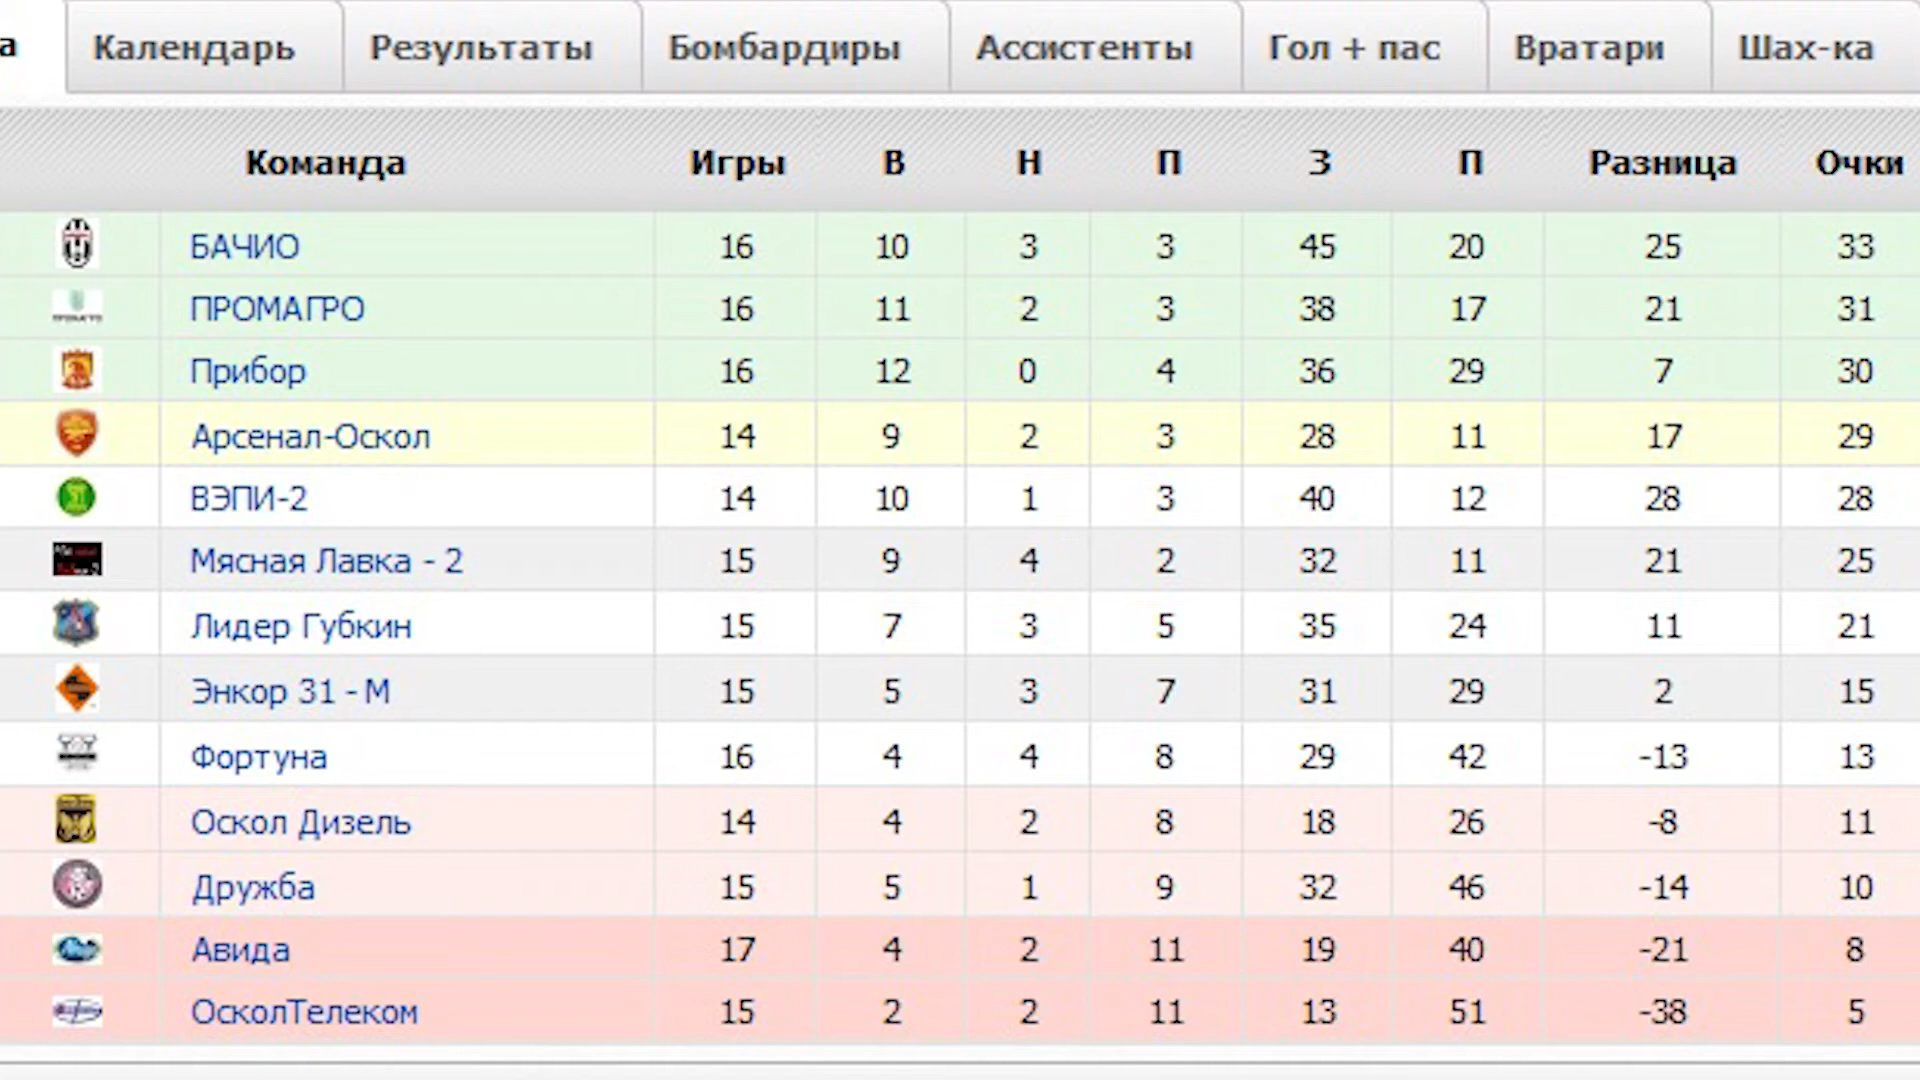 а Календарь Результаты Бомбардиры Ассистенты Гол + пас Вратари Шах-ка
Команда Игры В Н П З П Разница Очки
БАЧИО 16 10 3 3 45 20 25 33
ПРОМАГРО 16 11 2 3 38 17 21 31
Прибор 16 12 0 4 36 29 7 30
Арсенал-Оскол 14 9 2 3 28 11 17 29
ВЭПИ-2 14 10 1 3 40 12 28 28
Мясная Лавка - 2 15 9 4 2 32 11 21 25
Лидер Губкин 15 7 3 5 35 24 11 21
Энкор 31 - М 15 5 3 7 31 29 2 15
Фортуна 16 4 4 8 29 42 -13 13
Оскол Дизель 14 4 2 8 18 26 -8 11
Дружба 15 5 1 9 32 46 -14 10
Авида 17 4 2 11 19 40 -21 8
ОсколТелеком 15 2 2 11 13 51 -38 5